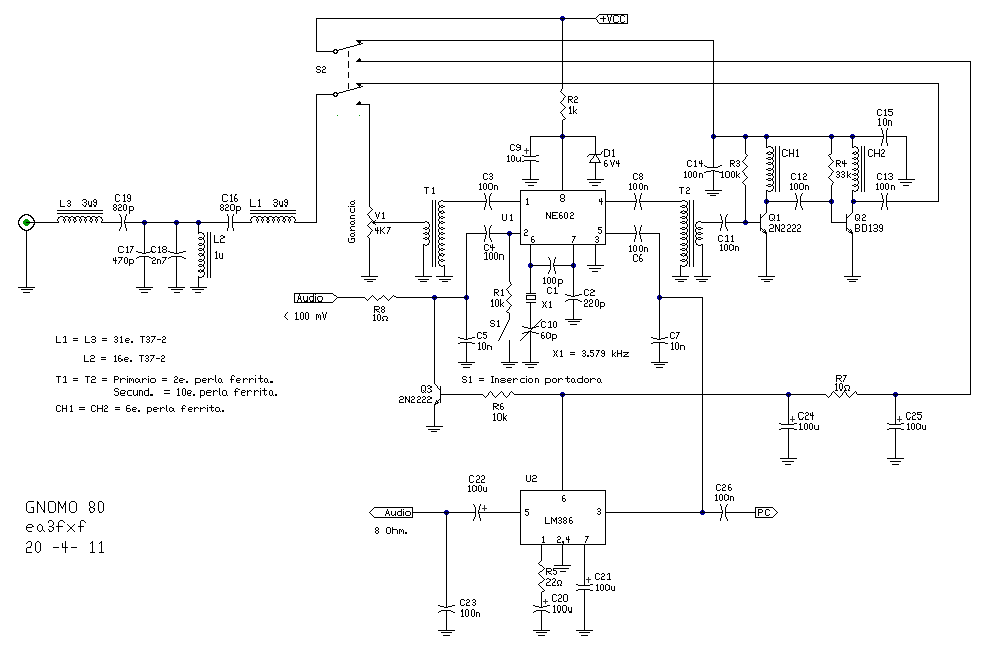 +VCC
S2
R2
1k
C15
10n
C9
+
10u
D1
6V4
C14
100n
R3
100k
CH1
R4
33k
CH2
C3
100n
8
C8
100n
C12
100n
C13
100n
L3 3u9
C19
820p
C16
820p
L1 3u9
Ganancia
V1
4K7
T1
1
NE602
4
U1
2
5
6
7
3
T2
Q1
2N2222
Q2
BD139
C17
470p
C18
2n7
L2
1u
C4
100n
100n
C6
C11
100n
100p
C1
Audio
< 100 mV
R8
10Ω
R1
10k
X1
C2
220p
S1
C10
60p
C5
10n
C7
10n
X1 = 3.579 kHz
L1 = L3 = 31e. T37-2
L2 = 16e. T37-2
T1 = T2 = Primario = 2e. perla ferrita.
Secund. = 10e. perla ferrita.
CH1 = CH2 = 6e. perla ferrita.
S1 = Insercion portadora
Q3
2N2222
R6
10k
R7
10Ω
+
C24
100u
+
C25
100u
GNOMO 80
ea3fxf
20 -4- 11
C22
100u
+
U2
6
C26
100n
Audio
8 Ohm.
5
LM386
3
PC
1
2,4
7
R5
22Ω
+
C21
100u
+
C20
100u
C23
100n